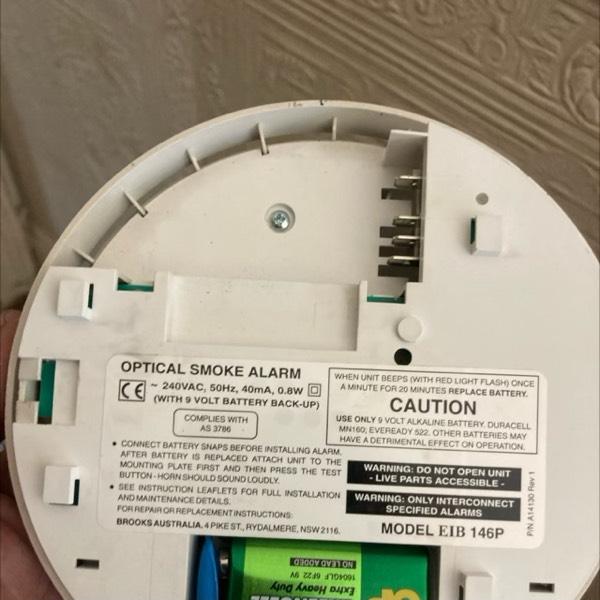 OPTICAL SMOKE ALARM
CE ~ 240VAC, 50Hz, 40mA, 0.8W
(WITH 9 VOLT BATTERY BACK-UP)
COMPLIES WITH
AS 3786
• CONNECT BATTERY SNAPS BEFORE INSTALLING ALARM.
AFTER BATTERY IS REPLACED ATTACH UNIT TO THE
MOUNTING PLATE FIRST AND THEN PRESS THE TEST
BUTTON - HORN SHOULD SOUND LOUDLY.
• SEE INSTRUCTION LEAFLETS FOR FULL INSTALLATION
AND MAINTENANCE DETAILS.
FOR REPAIR OR REPLACEMENT INSTRUCTIONS:
BROOKS AUSTRALIA. 4 PIKE ST., RYDALMERE, NSW 2116.
WHEN UNIT BEEPS (WITH RED LIGHT FLASH) ONCE
A MINUTE FOR 20 MINUTES REPLACE BATTERY.
CAUTION
USE ONLY 9 VOLT ALKALINE BATTERY. DURACELL
MN160; EVEREADY 522. OTHER BATTERIES MAY
HAVE A DETRIMENTAL EFFECT ON OPERATION.
WARNING: DO NOT OPEN UNIT
- LIVE PARTS ACCESSIBLE -
WARNING: ONLY INTERCONNECT
SPECIFIED ALARMS
MODEL EIB 146P
P/N A14130 Rev 1
GP
Extra Heavy Duty
1604GLF 6F22 9V
NO LEAD ADDED